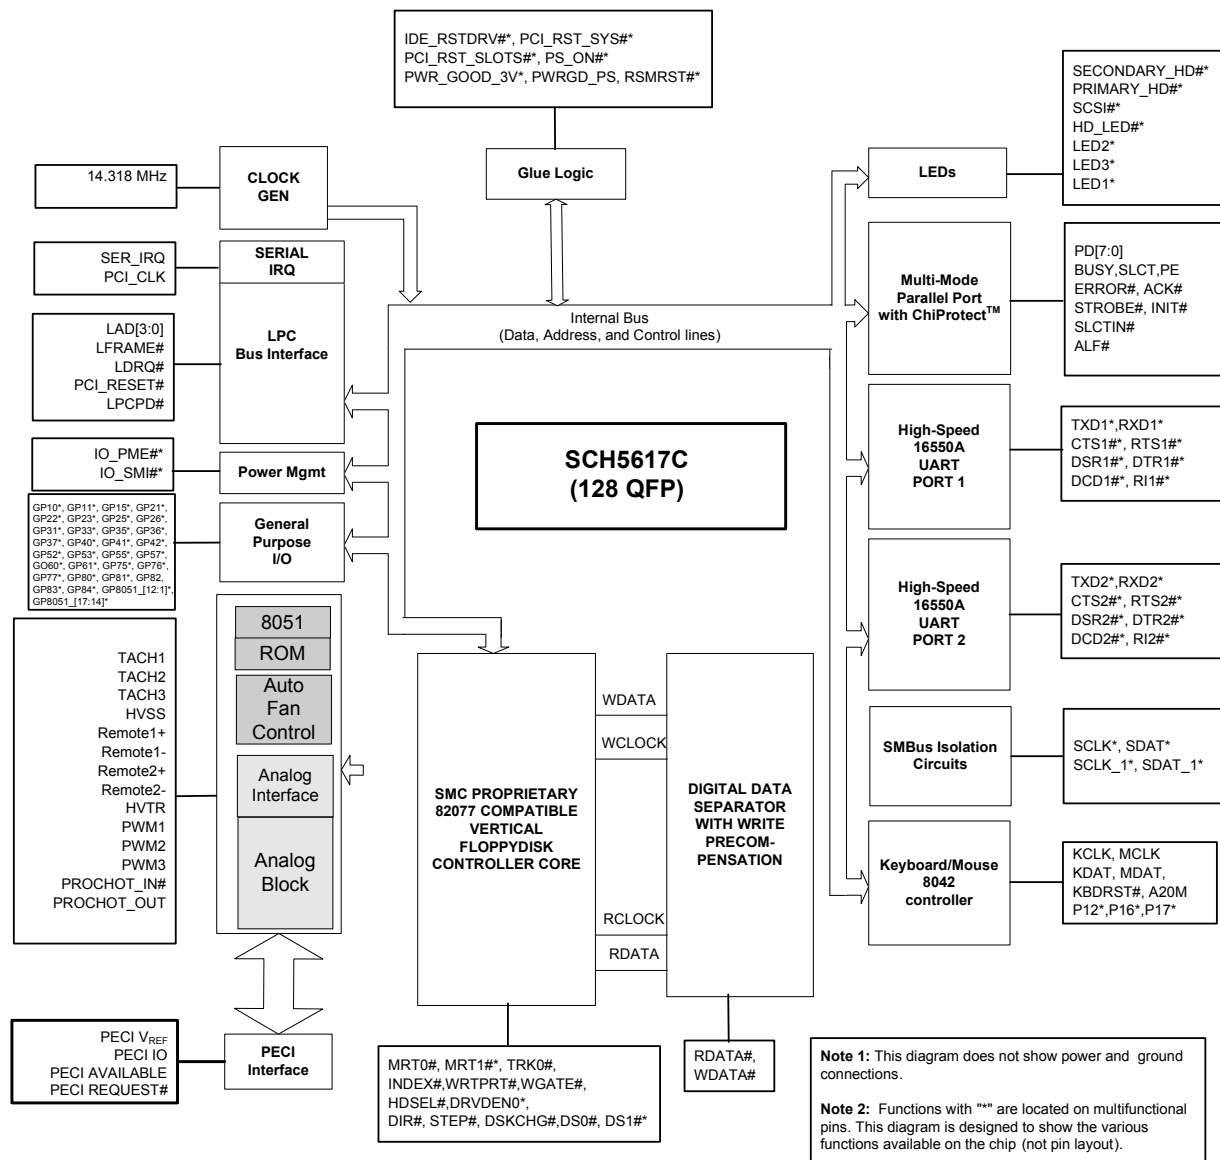 IDE_RSTDRV#*, PCI_RST_SYS#*
PCI_RST_SLOTS#*, PS_ON#*
PWR_GOOD_3V*, PWRGD_PS, RSMRST#*
SECONDARY_HD#*
PRIMARY_HD#*
SCSI#*
HD_LED#*
LED2*
LED3*
LED1*
14.318 MHz
CLOCK
GEN
Glue Logic
LEDs
SER_IRQ
PCI_CLK
SERIAL
IRQ
LAD[3:0]
LFRAME#
LDRQ#
PCI_RESET#
LPCPD#
LPC
Bus Interface
Internal Bus
(Data, Address, and Control lines)
Multi-Mode
Parallel Port
with ChiProtect™
PD[7:0]
BUSY,SLCT,PE
ERROR#, ACK#
STROBE#, INIT#
SLCTIN#
ALF#
IO_PME#*
IO_SMI#*
Power Mgmt
SCH5617C
(128 QFP)
High-Speed
16550A
UART
PORT 1
TXD1*,RXD1*
CTS1#*, RTS1#*
DSR1#*, DTR1#*
DCD1#*, RI1#*
GP10*, GP11*, GP15*, GP21*,
GP22*, GP23*, GP25*, GP26*,
GP31*, GP33*, GP35*, GP36*,
GP37*, GP40*, GP41*, GP42*,
GP52*, GP53*, GP55*, GP57*,
GO60*, GP61*, GP75*, GP76*,
GP77*, GP80*, GP81*, GP82,
GP83*, GP84*, GP8051_[12:1]*,
GP8051_[17:14]*
General
Purpose
I/O
High-Speed
16550A
UART
PORT 2
TXD2*,RXD2*
CTS2#*, RTS2#*
DSR2#*, DTR2#*
DCD2#*, RI2#*
TACH1
TACH2
TACH3
HVSS
Remote1+
Remote1-
Remote2+
Remote2-
HVTR
PWM1
PWM2
PWM3
PROCHOT_IN#
PROCHOT_OUT
8051
ROM
Auto
Fan
Control
Analog
Interface
Analog
Block
SMC PROPRIETARY
82077 COMPATIBLE
VERTICAL
FLOPPYDISK
CONTROLLER CORE
WDATA
WCLOCK
RCLOCK
RDATA
DIGITAL DATA
SEPARATOR
WITH WRITE
PRECOM-
PENSATION
SMBus Isolation
Circuits
SCLK*, SDAT*
SCLK_1*, SDAT_1*
Keyboard/Mouse
8042
controller
KCLK, MCLK
KDAT, MDAT,
KBDRST#, A20M
P12*,P16*,P17*
PECI VREF
PECI IO
PECI AVAILABLE
PECI REQUEST#
PECI
Interface
MRT0#, MRT1#*, TRK0#,
INDEX#,WRTPRT#,WGATE#,
HDSEL#,DRVDEN0*,
DIR#, STEP#, DSKCHG#,DS0#, DS1#*
RDATA#,
WDATA#
Note 1: This diagram does not show power and ground
connections.
Note 2: Functions with "*" are located on multifunctional
pins. This diagram is designed to show the various
functions available on the chip (not pin layout).